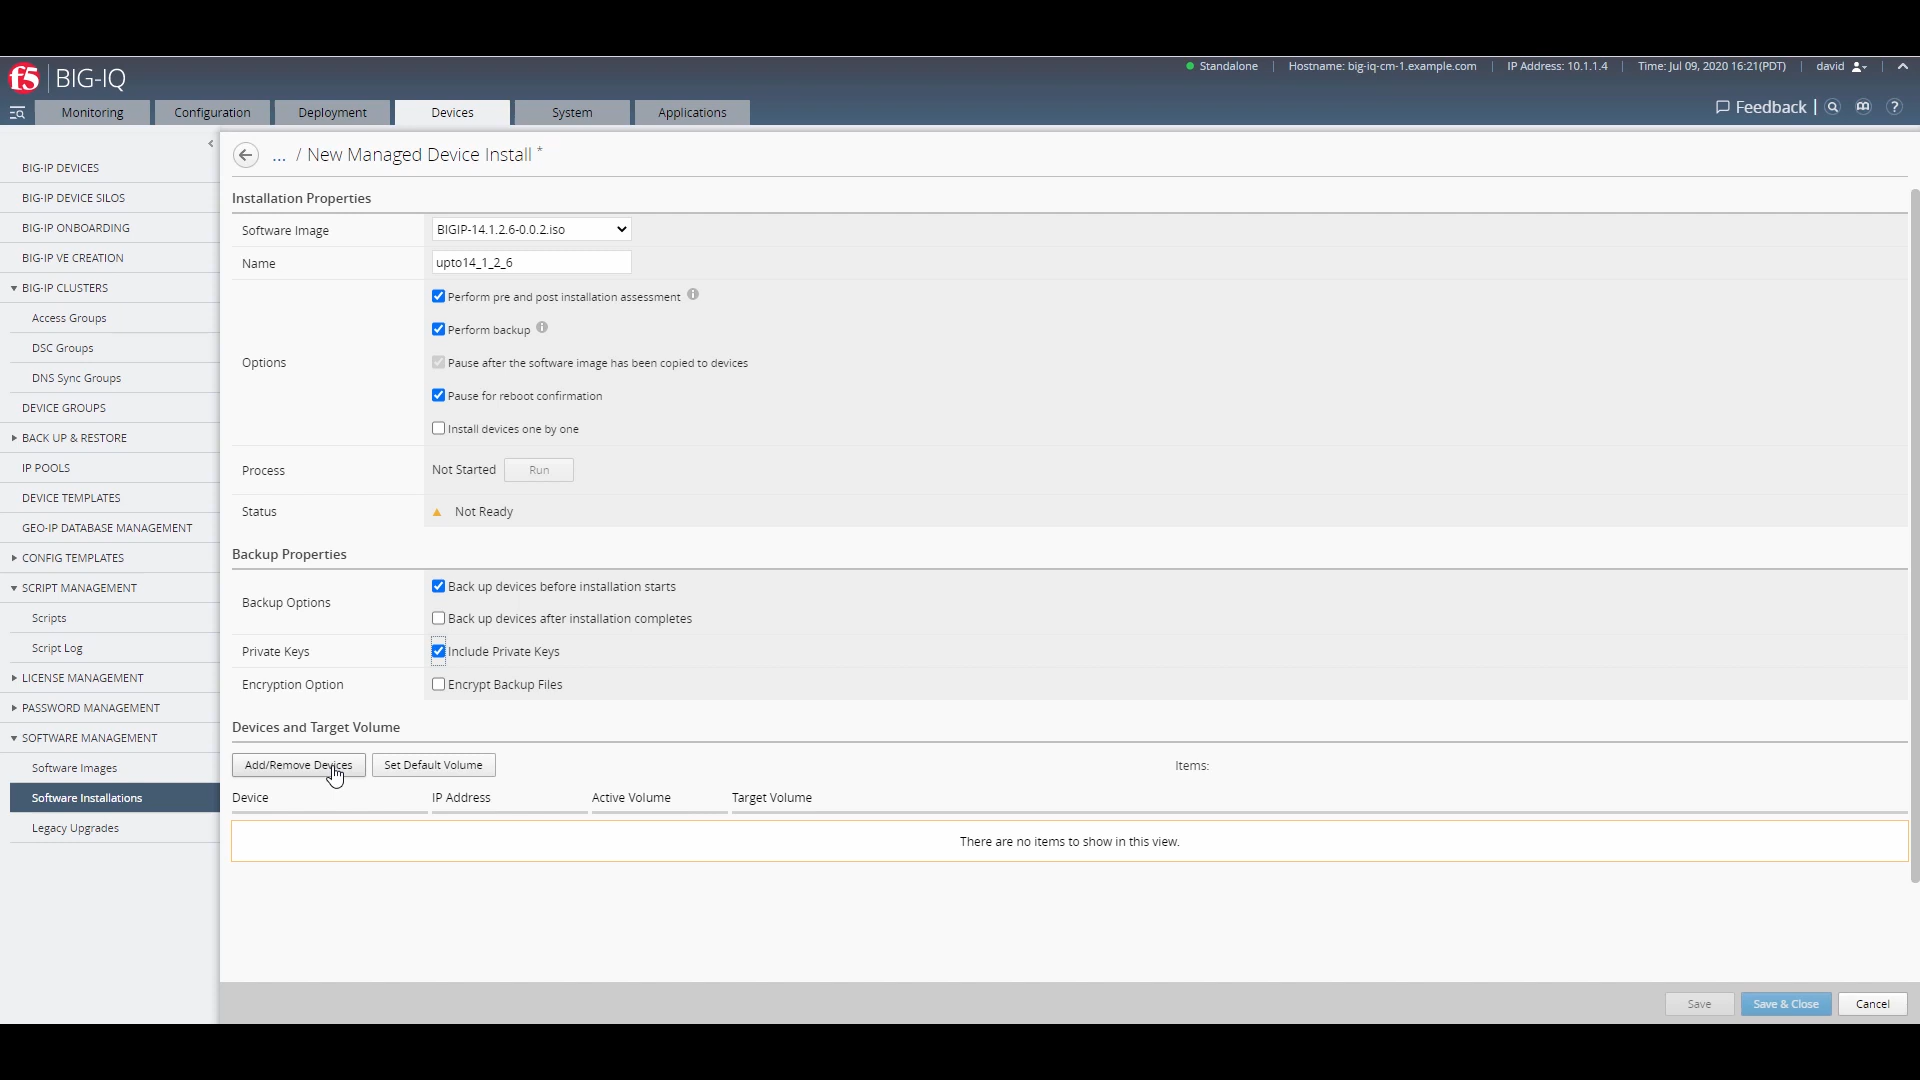 f5 BIG-IQ
Standalone
Hostname: big-iq-cm-1.example.com
IP Address: 10.1.1.4
Time: Jul 09, 2020 16:21(PDT)
david
Monitoring
Configuration
Deployment
Devices
System
Applications
Feedback
?
BIG-IP DEVICES
BIG-IP DEVICE SILOS
BIG-IP ONBOARDING
BIG-IP VE CREATION
BIG-IP CLUSTERS
Access Groups
DSC Groups
DNS Sync Groups
DEVICE GROUPS
BACK UP & RESTORE
IP POOLS
DEVICE TEMPLATES
GEO-IP DATABASE MANAGEMENT
CONFIG TEMPLATES
SCRIPT MANAGEMENT
Scripts
Script Log
LICENSE MANAGEMENT
PASSWORD MANAGEMENT
SOFTWARE MANAGEMENT
Software Images
Software Installations
Legacy Upgrades
... / New Managed Device Install *
Installation Properties
Software Image
BIGIP-14.1.2.6-0.0.2.iso
Name
upto14_1_2_6
Options
Perform pre and post installation assessment
Perform backup
Pause after the software image has been copied to devices
Pause for reboot confirmation
Install devices one by one
Process
Not Started
Run
Status
Not Ready
Backup Properties
Backup Options
Back up devices before installation starts
Back up devices after installation completes
Private Keys
Include Private Keys
Encryption Option
Encrypt Backup Files
Devices and Target Volume
Add/Remove Devices
Set Default Volume
Items:
Device
IP Address
Active Volume
Target Volume
There are no items to show in this view.
Save
Save & Close
Cancel